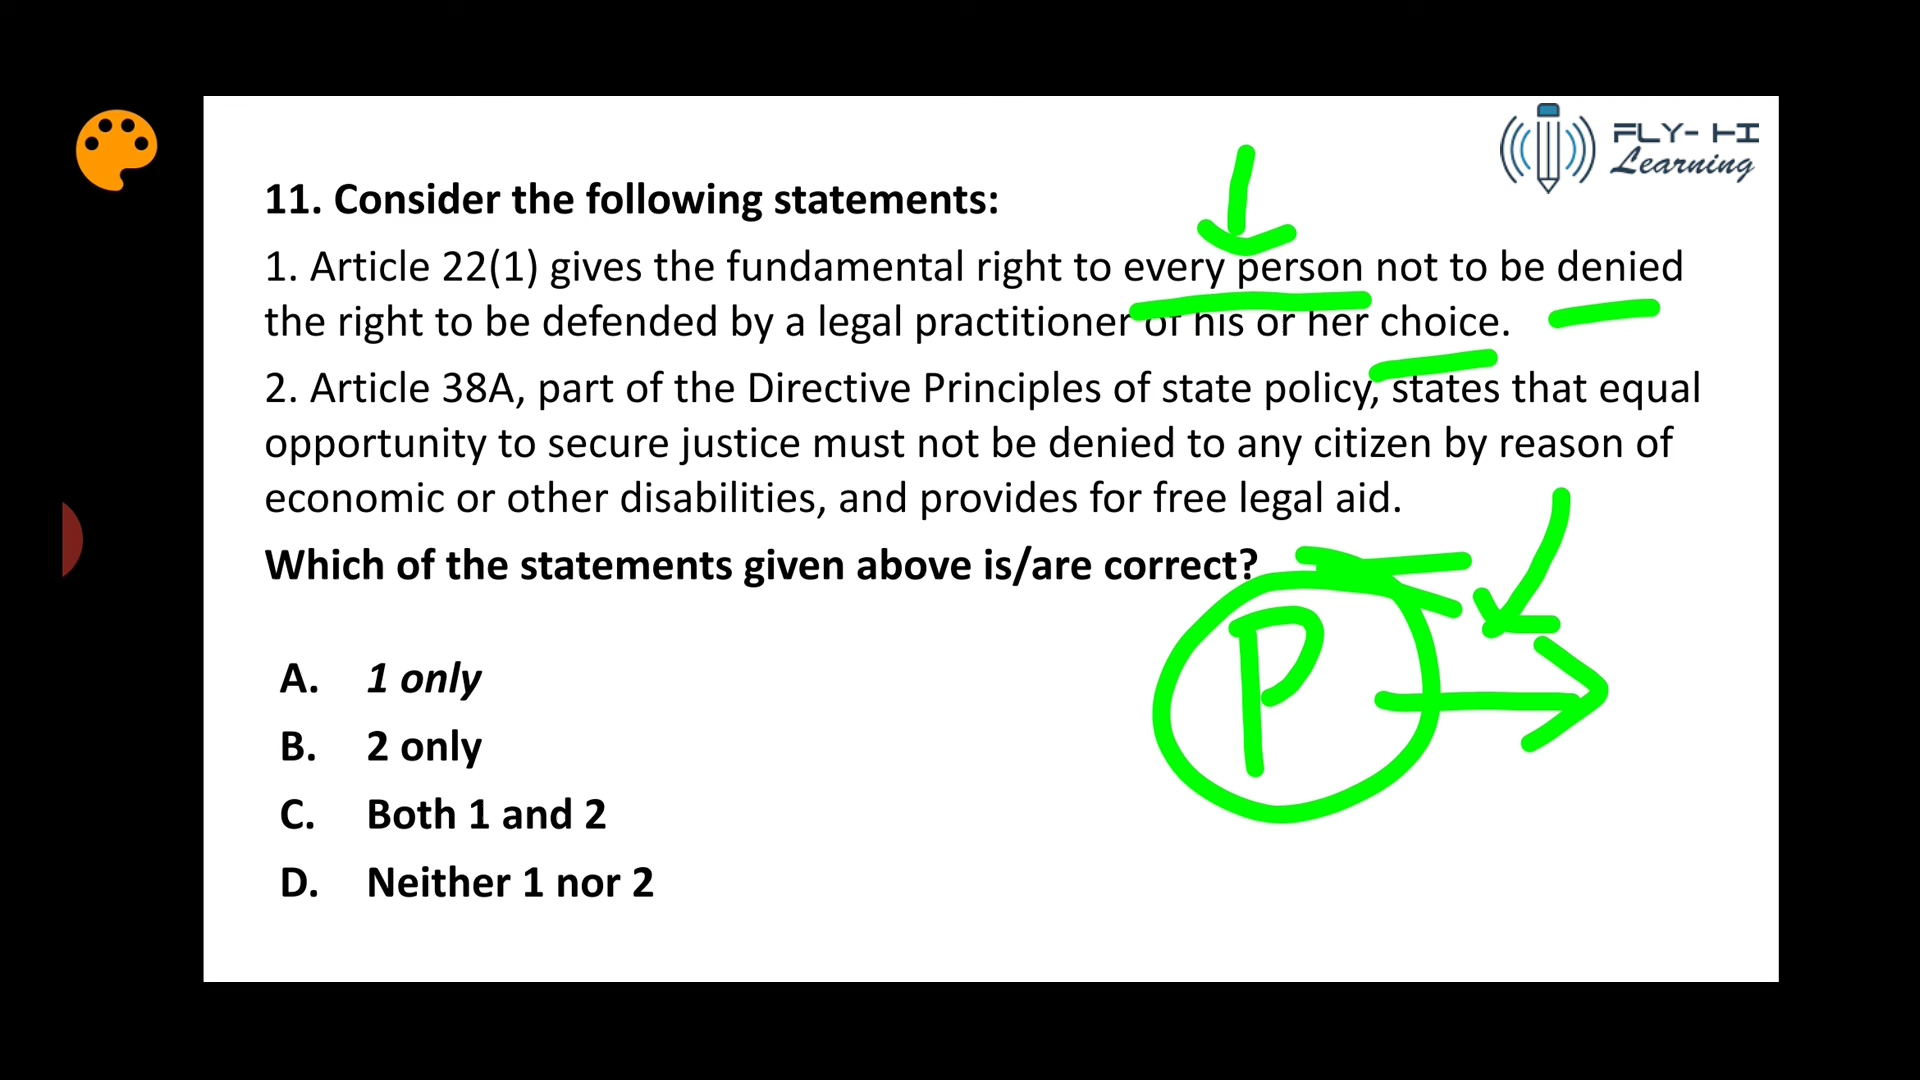 FLY- HI
Learning
11. Consider the following statements:
1. Article 22(1) gives the fundamental right to every person not to be denied
the right to be defended by a legal practitioner of his or her choice.
2. Article 38A, part of the Directive Principles of state policy, states that equal
opportunity to secure justice must not be denied to any citizen by reason of
economic or other disabilities, and provides for free legal aid.
Which of the statements given above is/are correct?
P
A. 1 only
B. 2 only
C. Both 1 and 2
D. Neither 1 nor 2